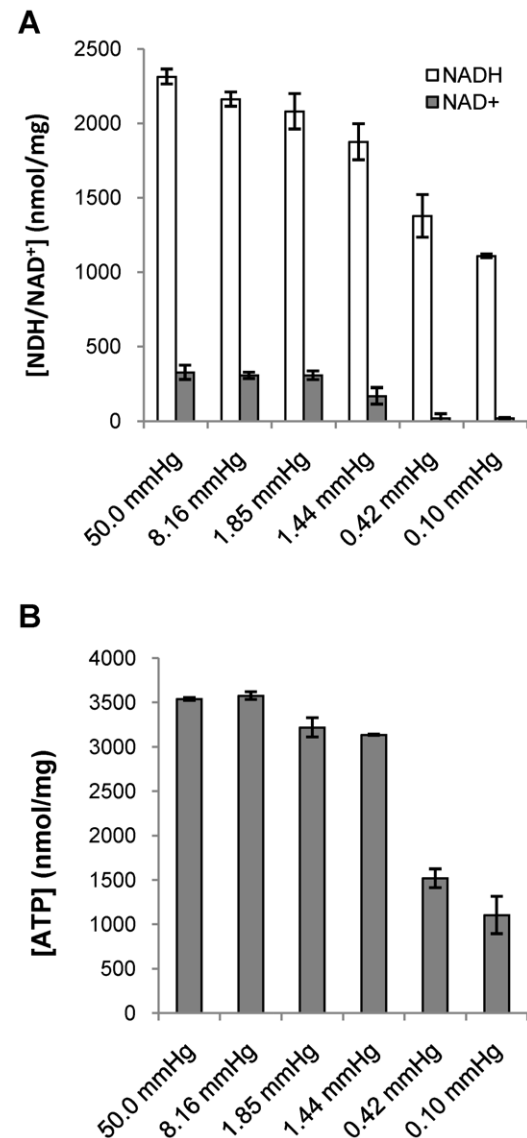 A
2500
2000
1500
1000
500
0
[NDH/NAD⁺] (nmol/mg)
NADH
NAD+
50.0 mmHg
8.16 mmHg
1.85 mmHg
1.44 mmHg
0.42 mmHg
0.10 mmHg
B
4000
3500
3000
2500
2000
1500
1000
500
0
[ATP] (nmol/mg)
50.0 mmHg
8.16 mmHg
1.85 mmHg
1.44 mmHg
0.42 mmHg
0.10 mmHg